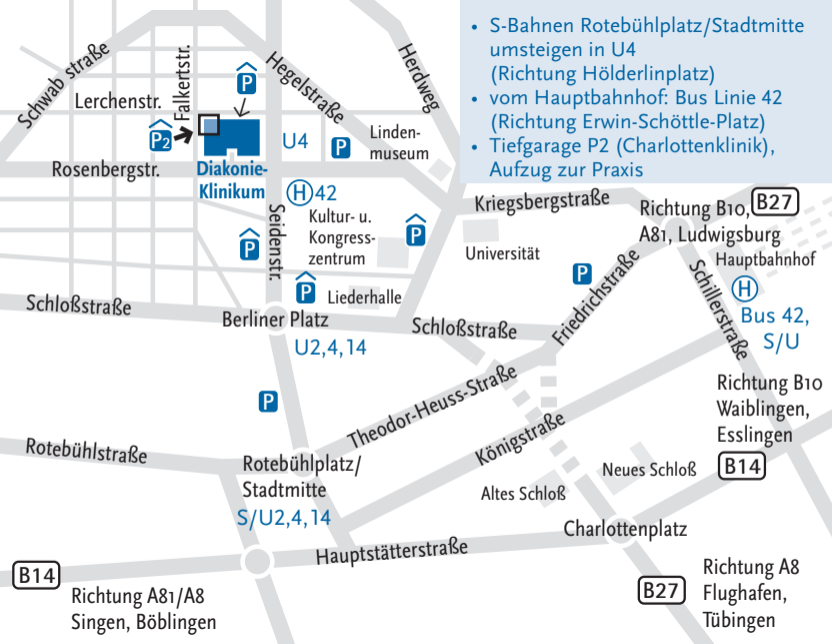 • S-Bahnen Rotebühlplatz/Stadtmitte
umsteigen in U4
(Richtung Hölderlinplatz)
• vom Hauptbahnhof: Bus Linie 42
(Richtung Erwin-Schöttle-Platz)
• Tiefgarage P2 (Charlottenklinik),
Aufzug zur Praxis
Schwab straße
Falkertstr.
Hegelstraße
Herdweg
P
Lerchenstr.
P2
U4
P
Linden-
museum
Rosenbergstr.
Diakonie-
Klinikum
H 42
Seidenstr.
Kultur- u.
Kongress-
zentrum
P
P
Kriegsbergstraße
Universität
Richtung B10, B27
A81, Ludwigsburg
Hauptbahnhof
H
Bus 42,
S/U
P
Friedrichstraße
Schillerstraße
P
Liederhalle
Schloßstraße
Berliner Platz
Schloßstraße
U2,4,14
P
Theodor-Heuss-Straße
Richtung B10
Waiblingen,
Esslingen
B14
Königstraße
Rotebühlstraße
Rotebühlplatz/
Stadtmitte
S/U2,4,14
Neues Schloß
Altes Schloß
Charlottenplatz
Hauptstätterstraße
B14
Richtung A81/A8
Singen, Böblingen
B27
Richtung A8
Flughafen,
Tübingen